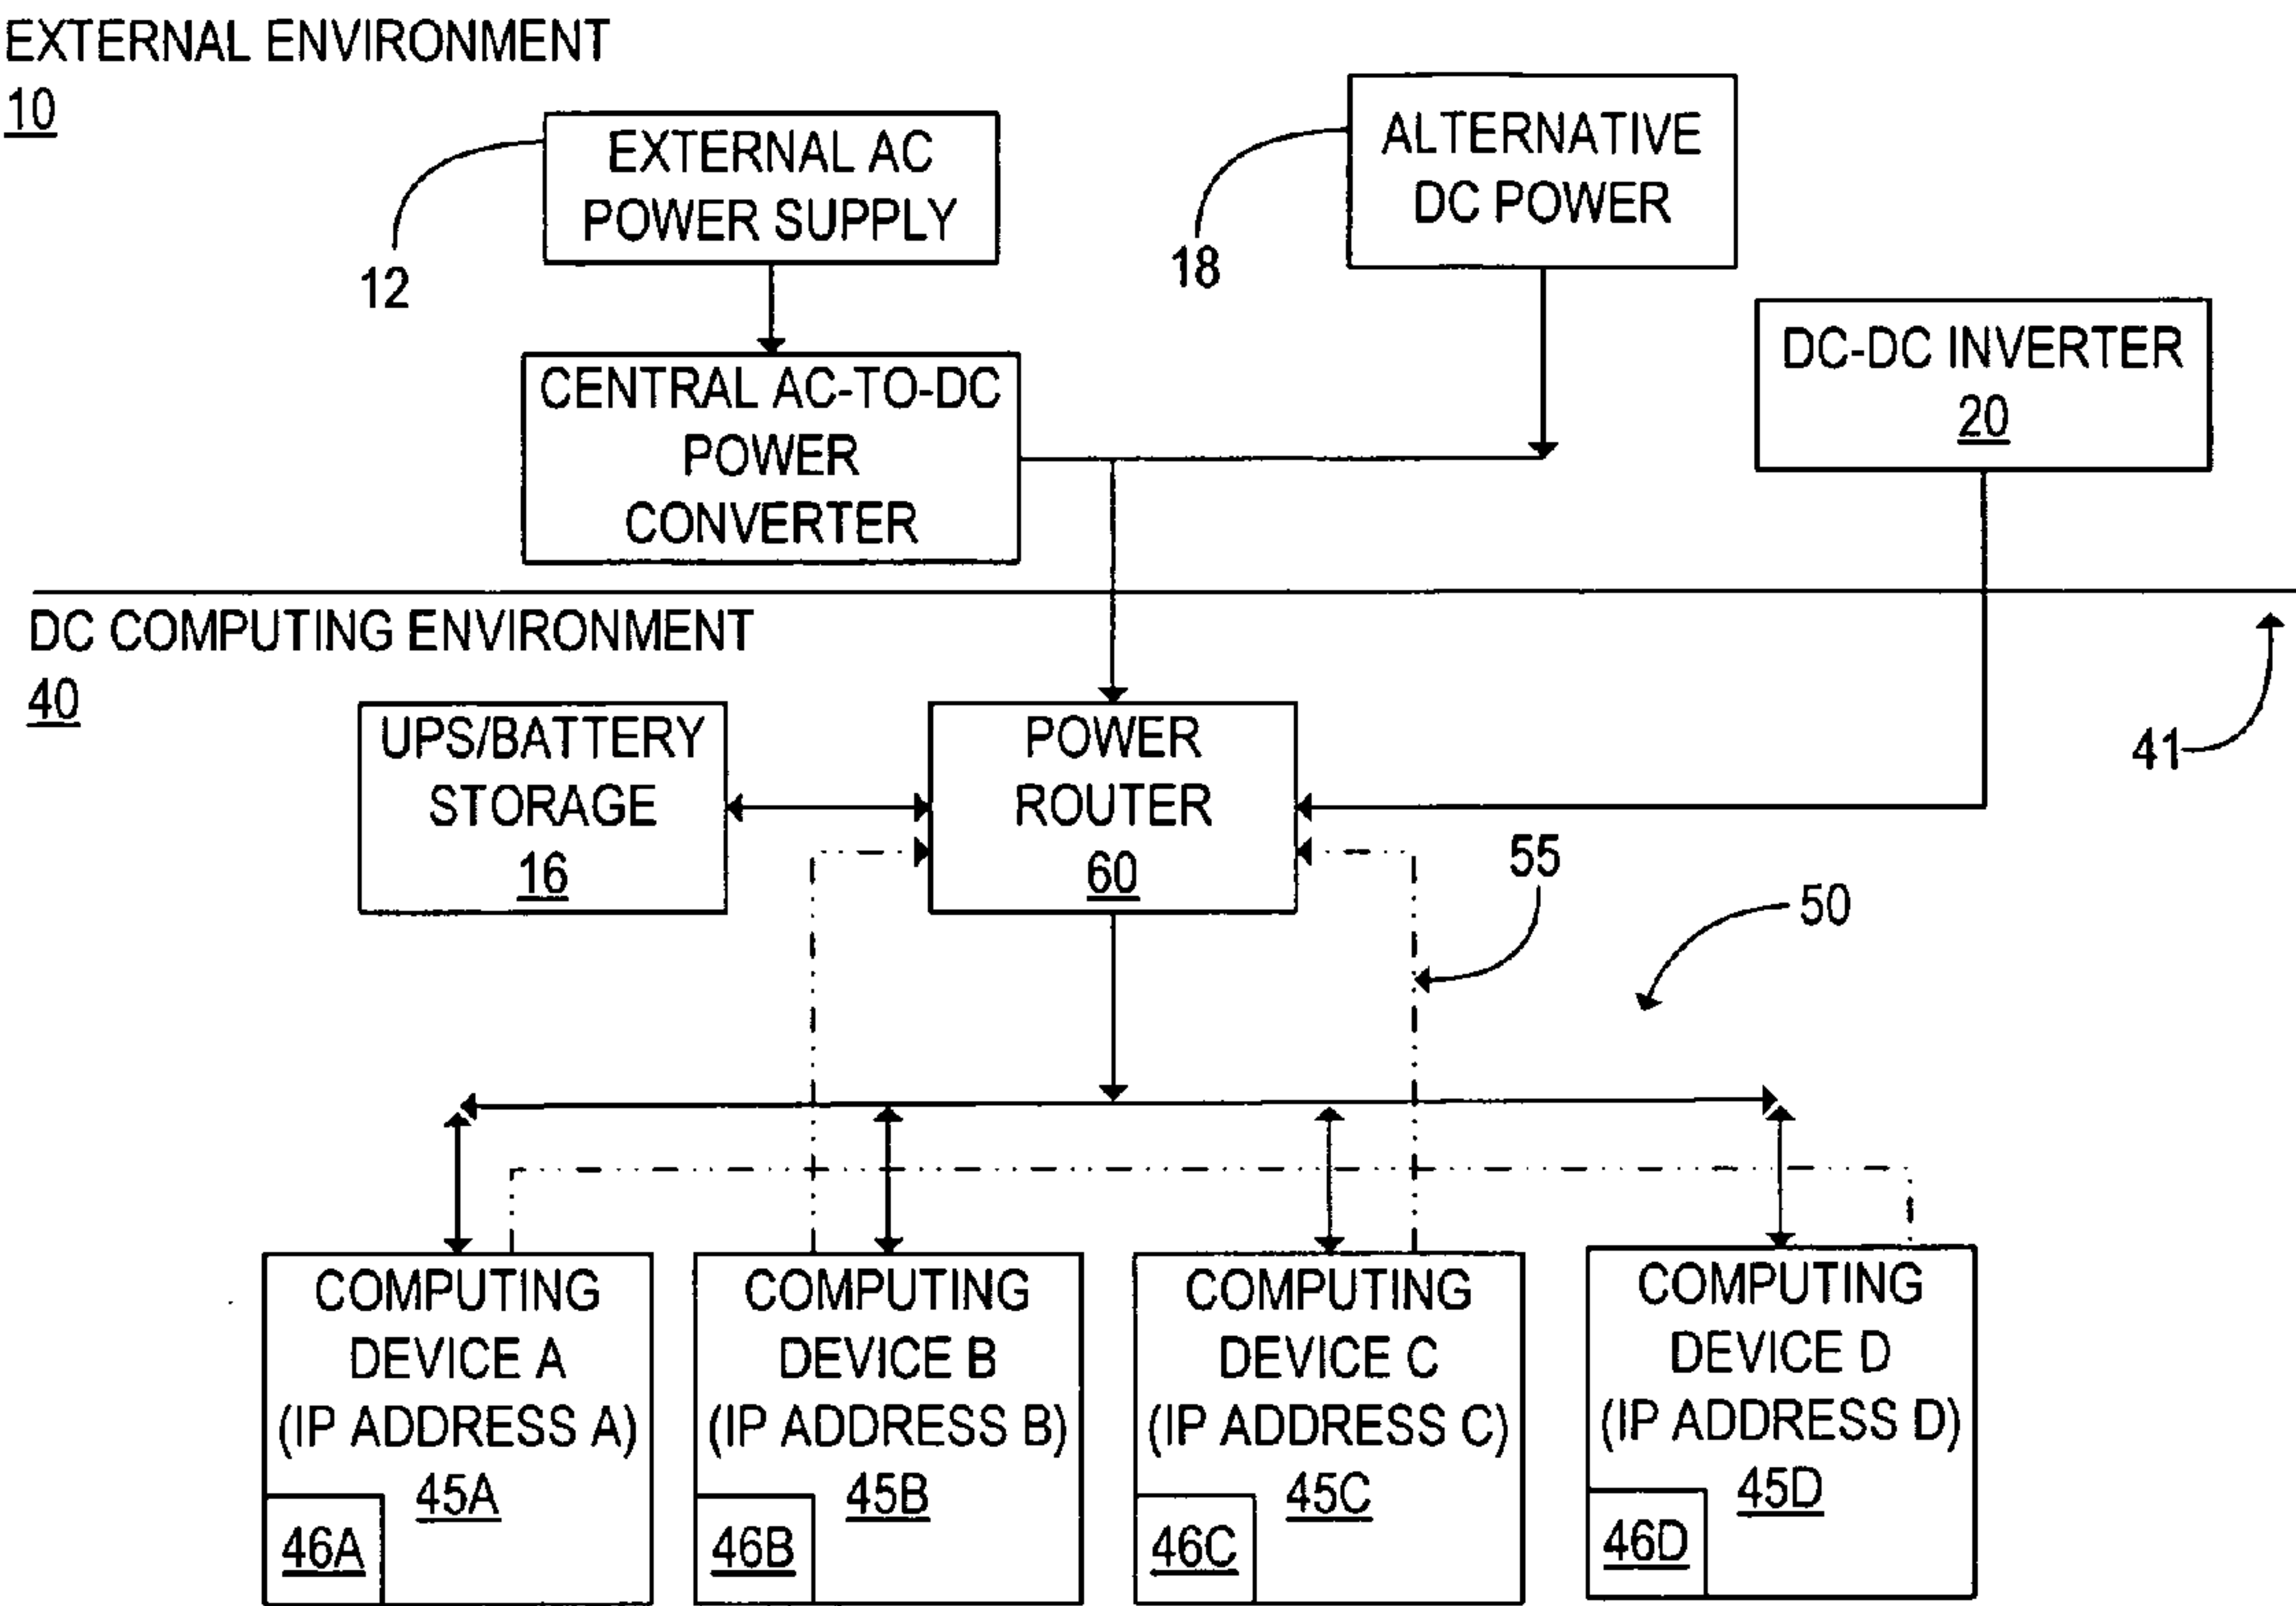 EXTERNAL ENVIRONMENT
10
EXTERNAL AC
POWER SUPPLY
12
ALTERNATIVE
DC POWER
18
CENTRAL AC-TO-DC
POWER
CONVERTER
DC-DC INVERTER
20
DC COMPUTING ENVIRONMENT
40
41
UPS/BATTERY
STORAGE
16
POWER
ROUTER
60
55
50
COMPUTING
DEVICE A
(IP ADDRESS A)
45A
46A
COMPUTING
DEVICE B
(IP ADDRESS B)
45B
46B
COMPUTING
DEVICE C
(IP ADDRESS C)
45C
46C
COMPUTING
DEVICE D
(IP ADDRESS D)
45D
46D